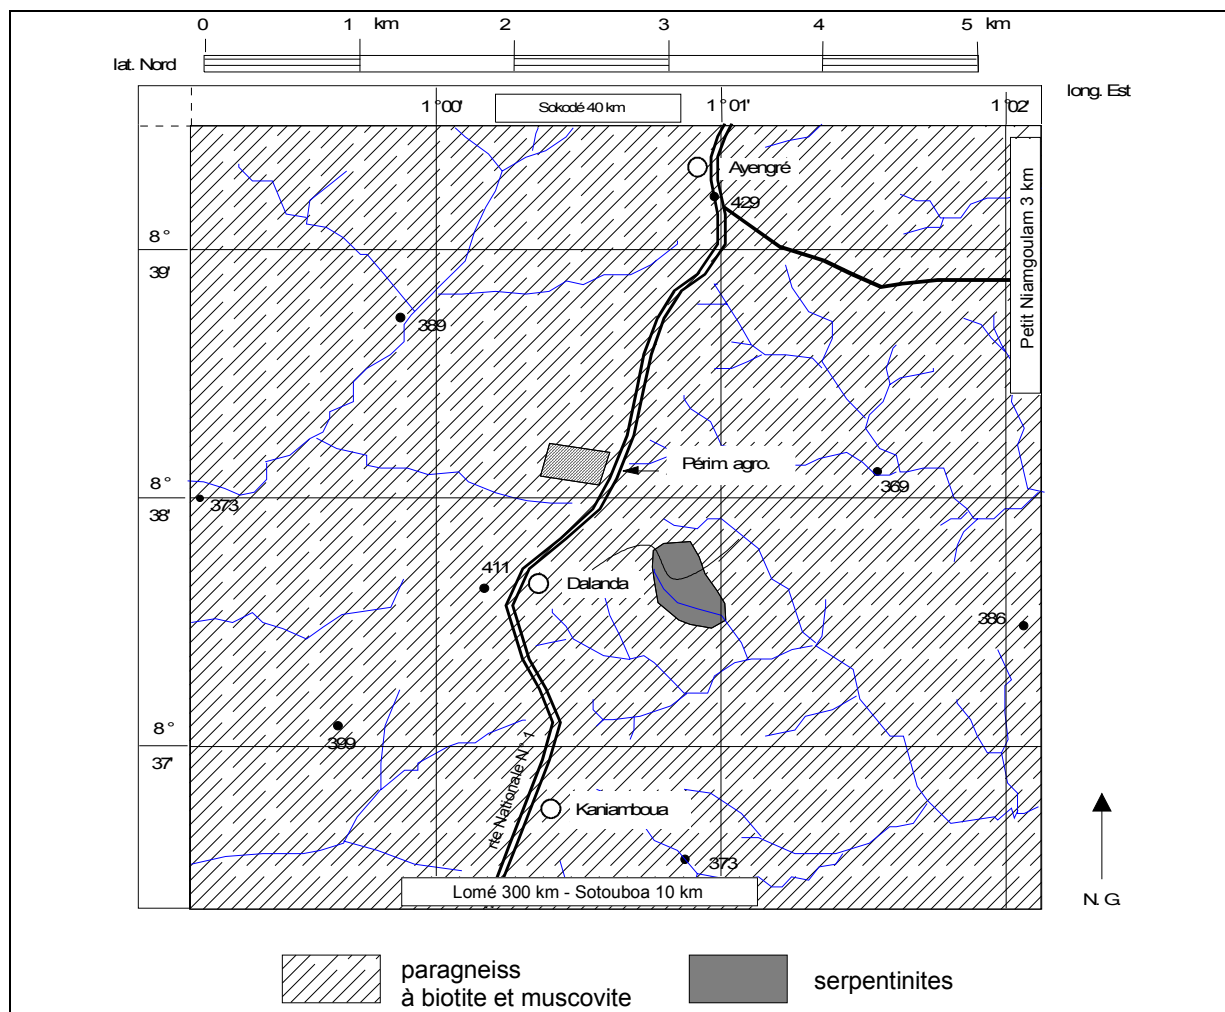 0 1 km 2 3 4 5 km
lat. Nord
long. Est
1°00' Sokodé 40 km 1°01' 1°02'
Ayengré
429
Petit Niamgoulam 3 km
8°
39'
389
Périm. agro.
8°
38'
373
369
411
Dalanda
386
8°
37'
399
rte Nationale N° 1
Kaniamboua
373
N. G.
Lomé 300 km - Sotouboa 10 km
paragneiss
à biotite et muscovite
serpentinites